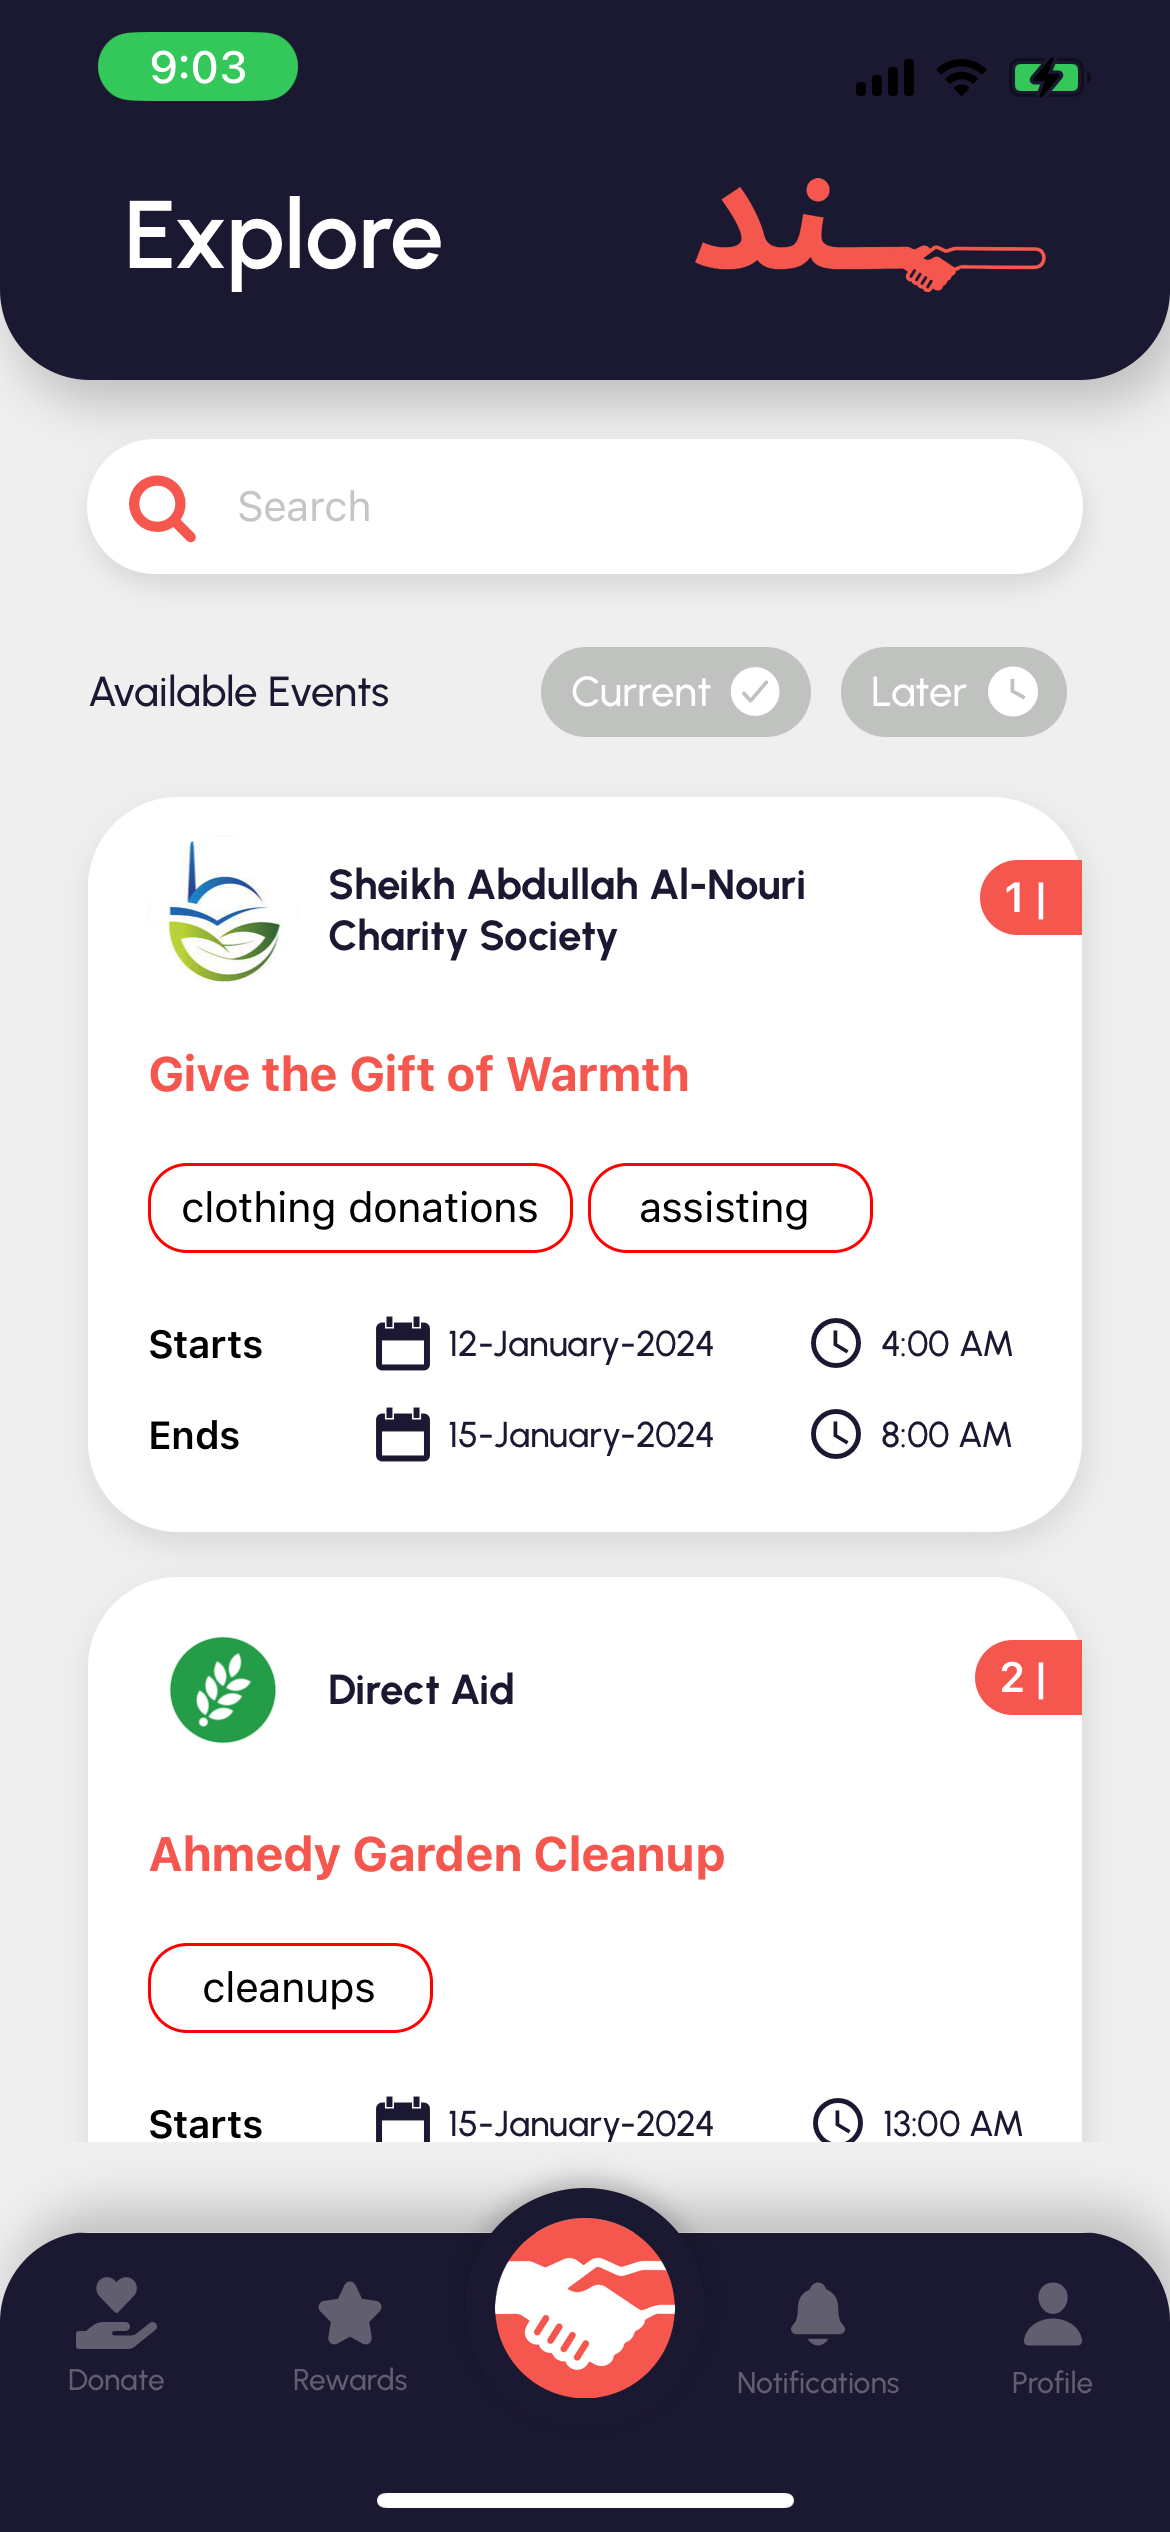 9:03
Explore
سند
Search
Available Events
Current
Later
Sheikh Abdullah Al-Nouri
Charity Society
1 |
Give the Gift of Warmth
clothing donations
assisting
Starts 12-January-2024 4:00 AM
Ends 15-January-2024 8:00 AM
Direct Aid
2 |
Ahmedy Garden Cleanup
cleanups
Starts 15-January-2024 13:00 AM
Donate
Rewards
Notifications
Profile